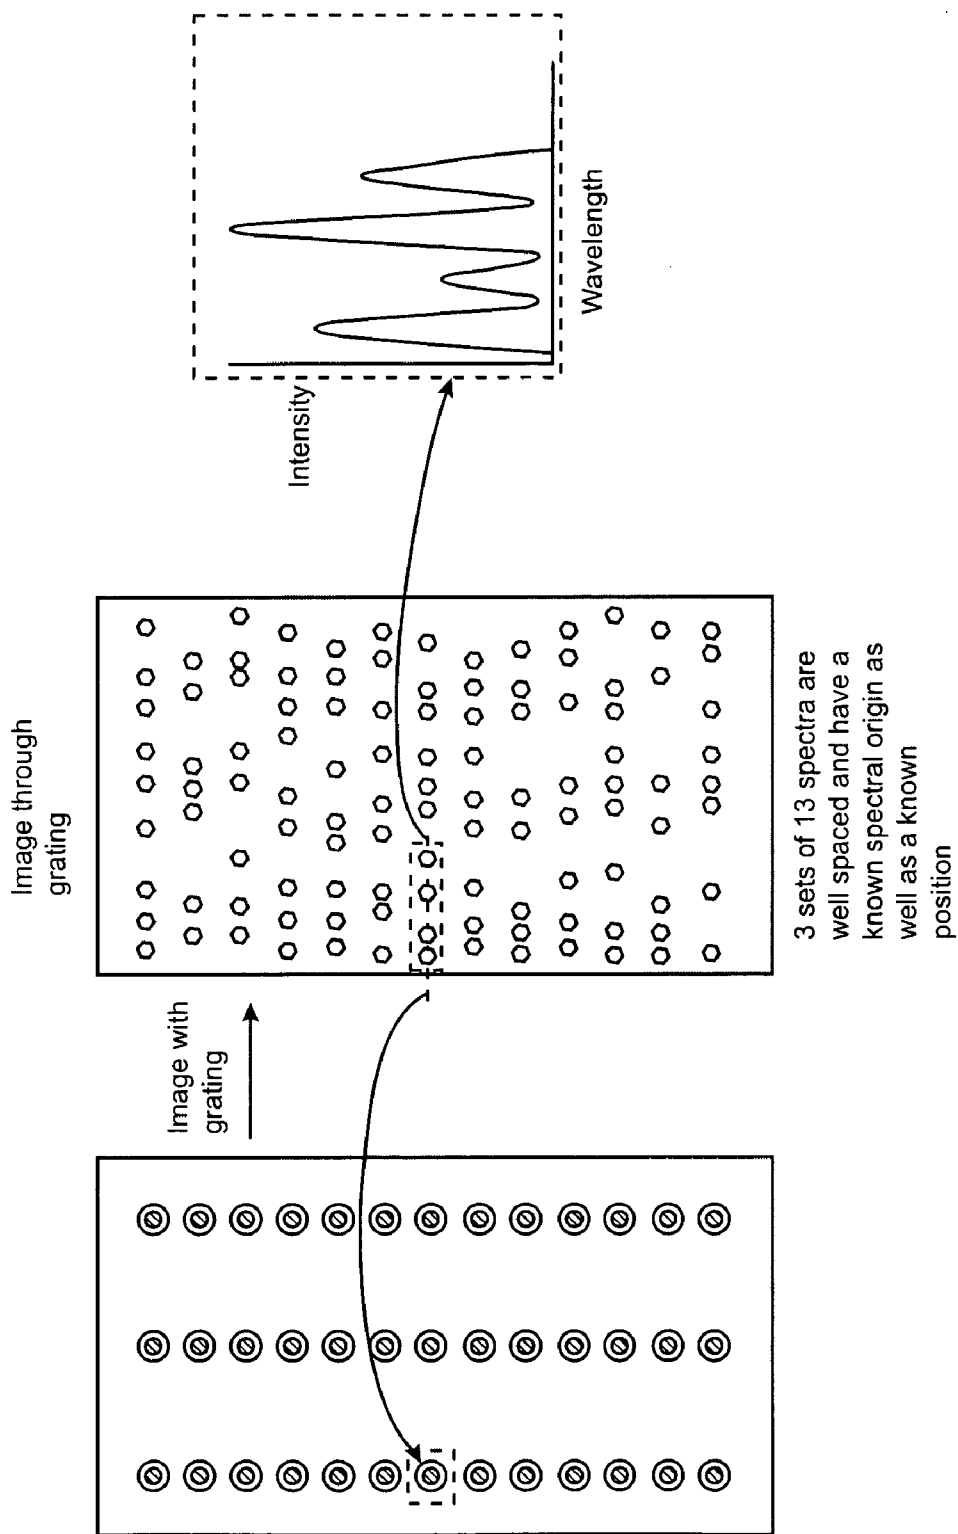 Image with
grating
Image through
grating
3 sets of 13 spectra are
well spaced and have a
known spectral origin as
well as a known
position
Intensity
Wavelength